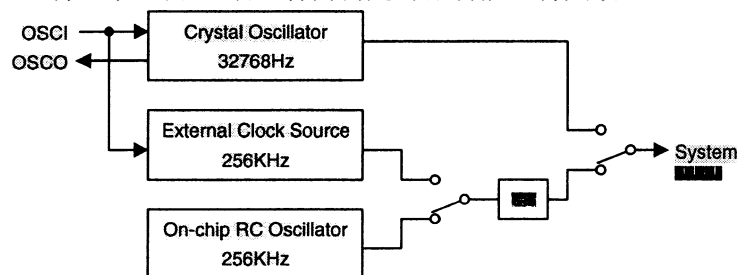 OSCI
Crystal Oscillator
32768Hz
OSCO
External Clock Source
256KHz
System
On-chip RC Oscillator
256KHz